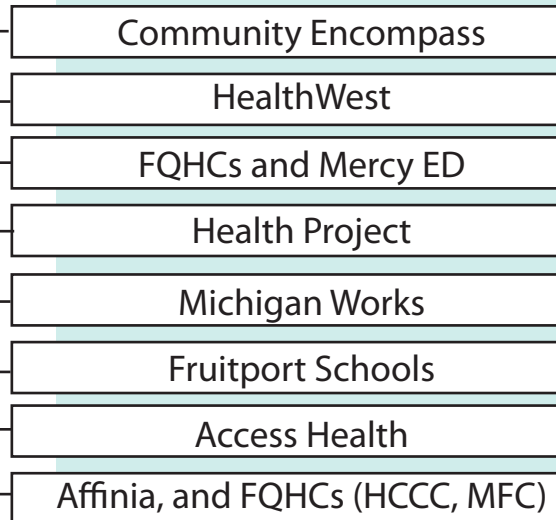 Community Encompass
HealthWest
FQHCs and Mercy ED
Health Project
Michigan Works
Fruitport Schools
Access Health
Affinia, and FQHCs (HCCC, MFC)